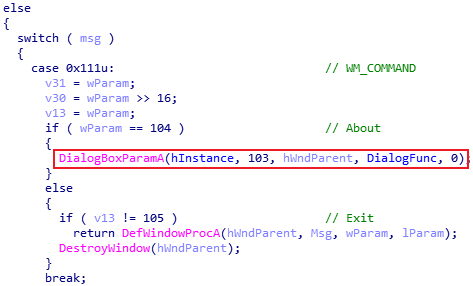 else
{
  switch ( msg )
  {
    case 0x111u:                              // WM_COMMAND
      v31 = wParam;
      v30 = wParam >> 16;
      v13 = wParam;
      if ( wParam == 104 )                    // About
      {
        DialogBoxParamA(hInstance, 103, hWndParent, DialogFunc, 0);
      }
      else
      {
        if ( v13 != 105 )                     // Exit
          return DefWindowProcA(hWndParent, Msg, wParam, lParam);
        DestroyWindow(hWndParent);
      }
      break;